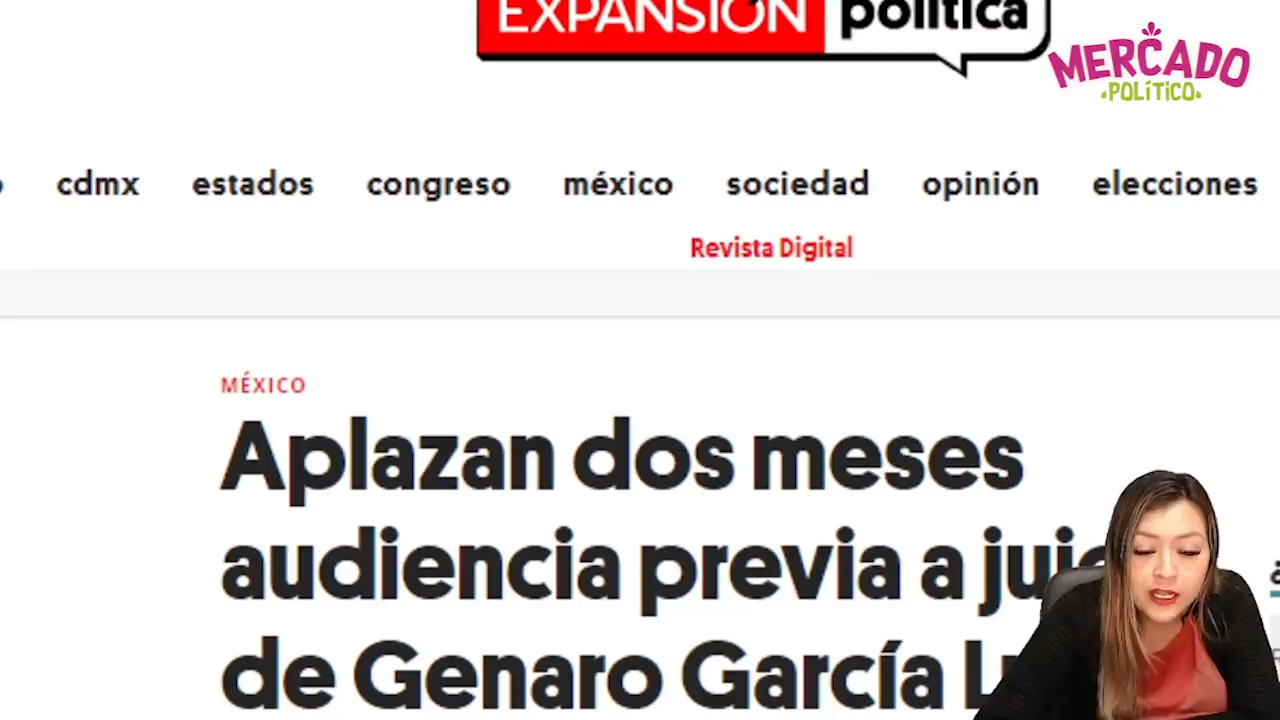 EXPANSIÓN política
MERCADO
POLÍTICO
cdmx estados congreso méxico sociedad opinión elecciones
Revista Digital
MÉXICO
Aplazan dos meses
audiencia previa a
de Genaro García